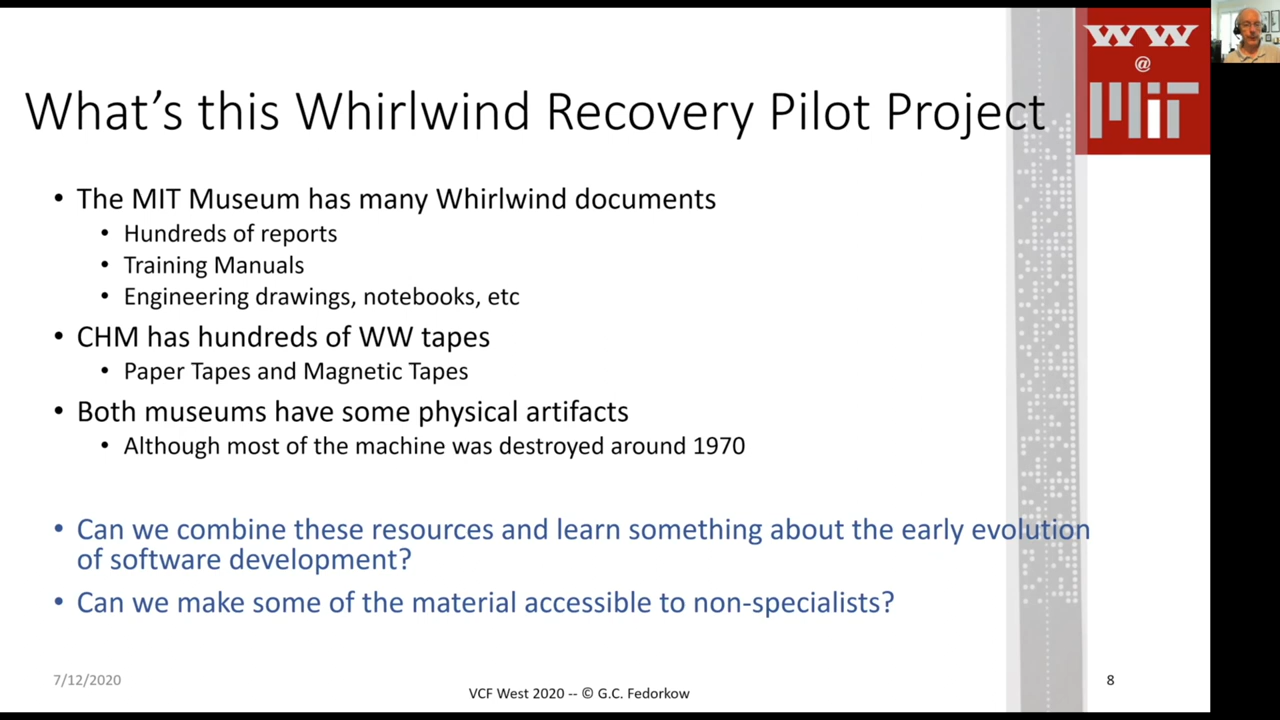 WW
@
MiT
What's this Whirlwind Recovery Pilot Project
• The MIT Museum has many Whirlwind documents
• Hundreds of reports
• Training Manuals
• Engineering drawings, notebooks, etc
• CHM has hundreds of WW tapes
• Paper Tapes and Magnetic Tapes
• Both museums have some physical artifacts
• Although most of the machine was destroyed around 1970
• Can we combine these resources and learn something about the early evolution
of software development?
• Can we make some of the material accessible to non-specialists?
7/12/2020
VCF West 2020 -- © G.C. Fedorkow
8